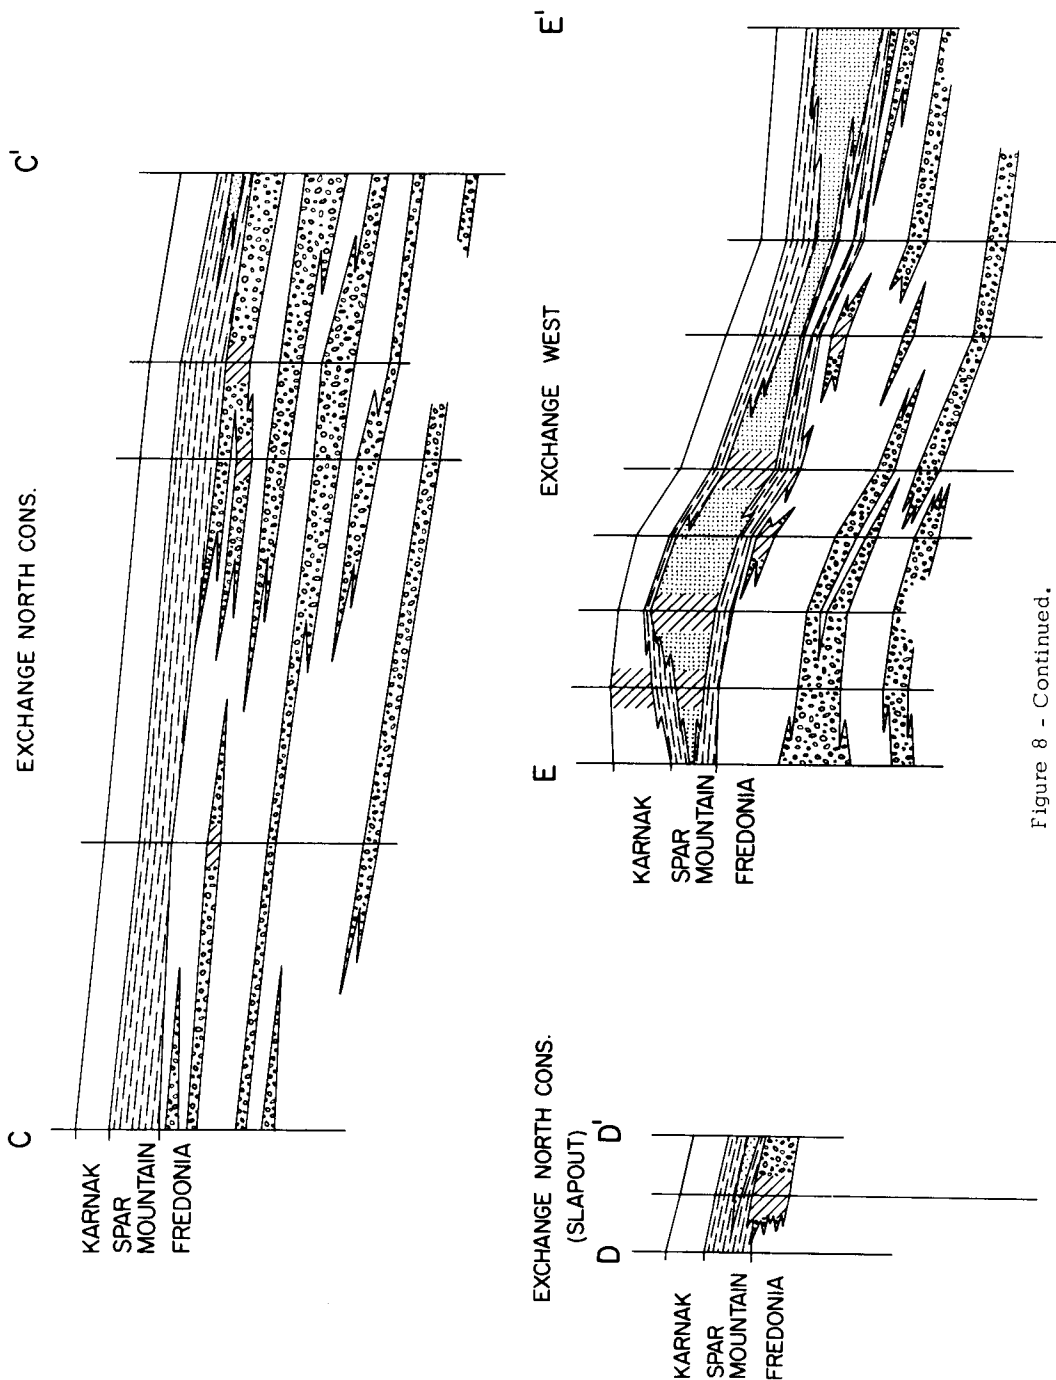 EXCHANGE NORTH CONS.
C
C'
KARNAK
SPAR
MOUNTAIN
FREDONIA
EXCHANGE NORTH CONS.
(SLAPOUT)
D
D'
KARNAK
SPAR
MOUNTAIN
FREDONIA
EXCHANGE WEST
E
E'
KARNAK
SPAR
MOUNTAIN
FREDONIA
Figure 8 - Continued.